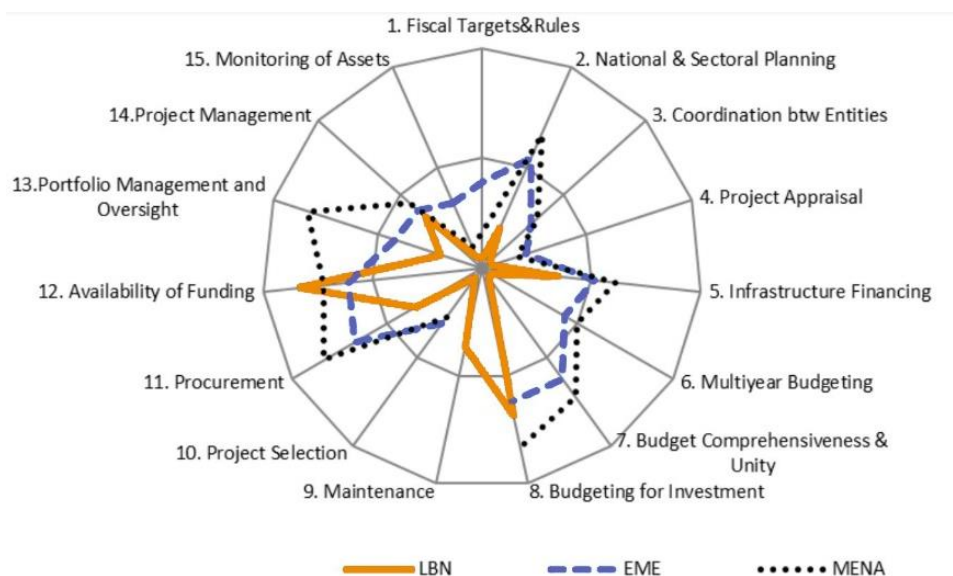 1. Fiscal Targets&Rules
2. National & Sectoral Planning
3. Coordination btw Entities
4. Project Appraisal
5. Infrastructure Financing
6. Multiyear Budgeting
7. Budget Comprehensiveness &
Unity
8. Budgeting for Investment
9. Maintenance
10. Project Selection
11. Procurement
12. Availability of Funding
13.Portfolio Management and
Oversight
14.Project Management
15. Monitoring of Assets
LBN
EME
MENA